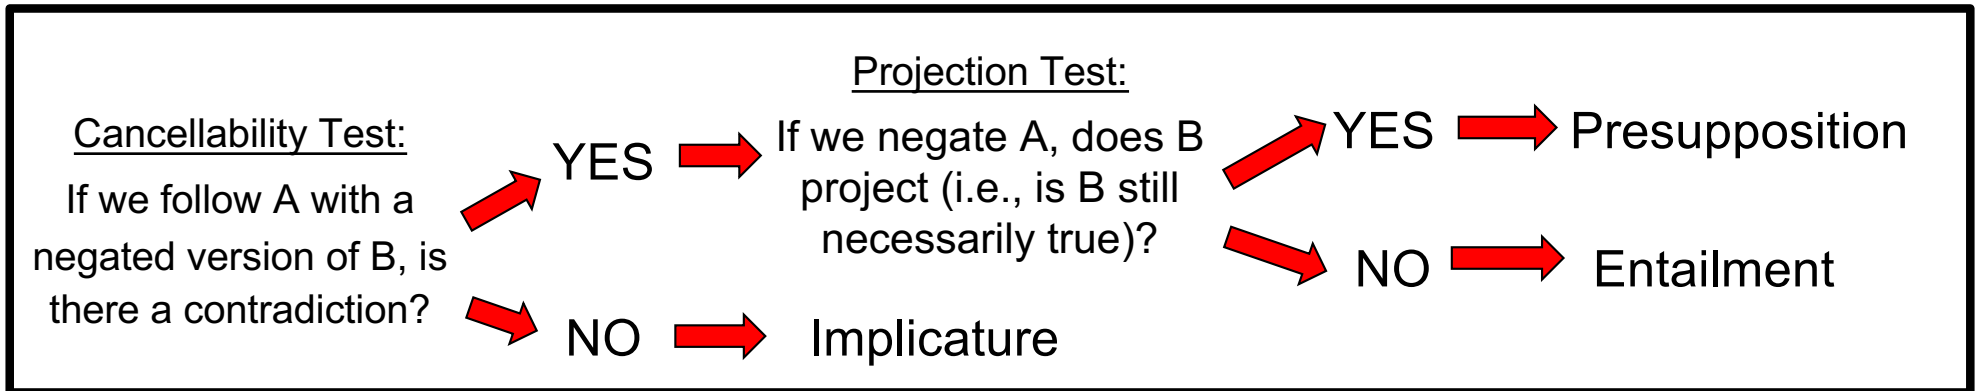 Cancellability Test:
If we follow A with a
negated version of B, is
there a contradiction?
YES
NO
Implicature
Projection Test:
If we negate A, does B
project (i.e., is B still
necessarily true)?
YES
Presupposition
NO
Entailment